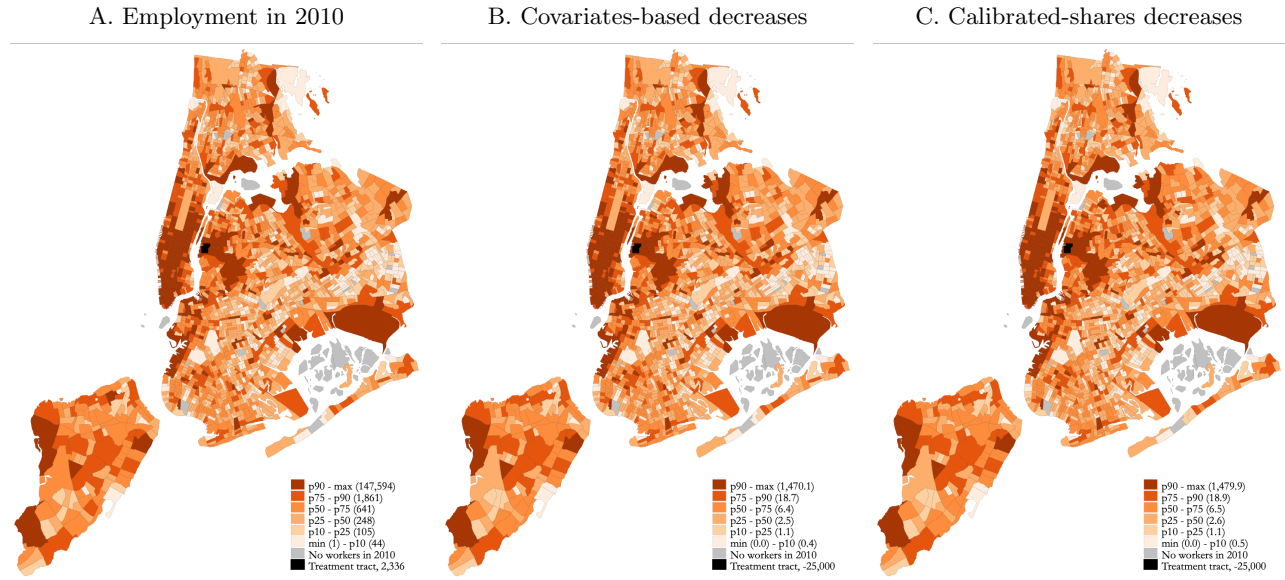 A. Employment in 2010
B. Covariates-based decreases
C. Calibrated-shares decreases
p90 - max (147,594)
p75 - p90 (1,861)
p50 - p75 (641)
p25 - p50 (248)
p10 - p25 (105)
min (1) - p10 (44)
No workers in 2010
Treatment tract, 2,336
p90 - max (1,470.1)
p75 - p90 (18.7)
p50 - p75 (6.4)
p25 - p50 (2.5)
p10 - p25 (1.1)
min (0.0) - p10 (0.4)
No workers in 2010
Treatment tract, -25,000
p90 - max (1,479.9)
p75 - p90 (18.9)
p50 - p75 (6.5)
p25 - p50 (2.6)
p10 - p25 (1.1)
min (0.0) - p10 (0.5)
No workers in 2010
Treatment tract, -25,000